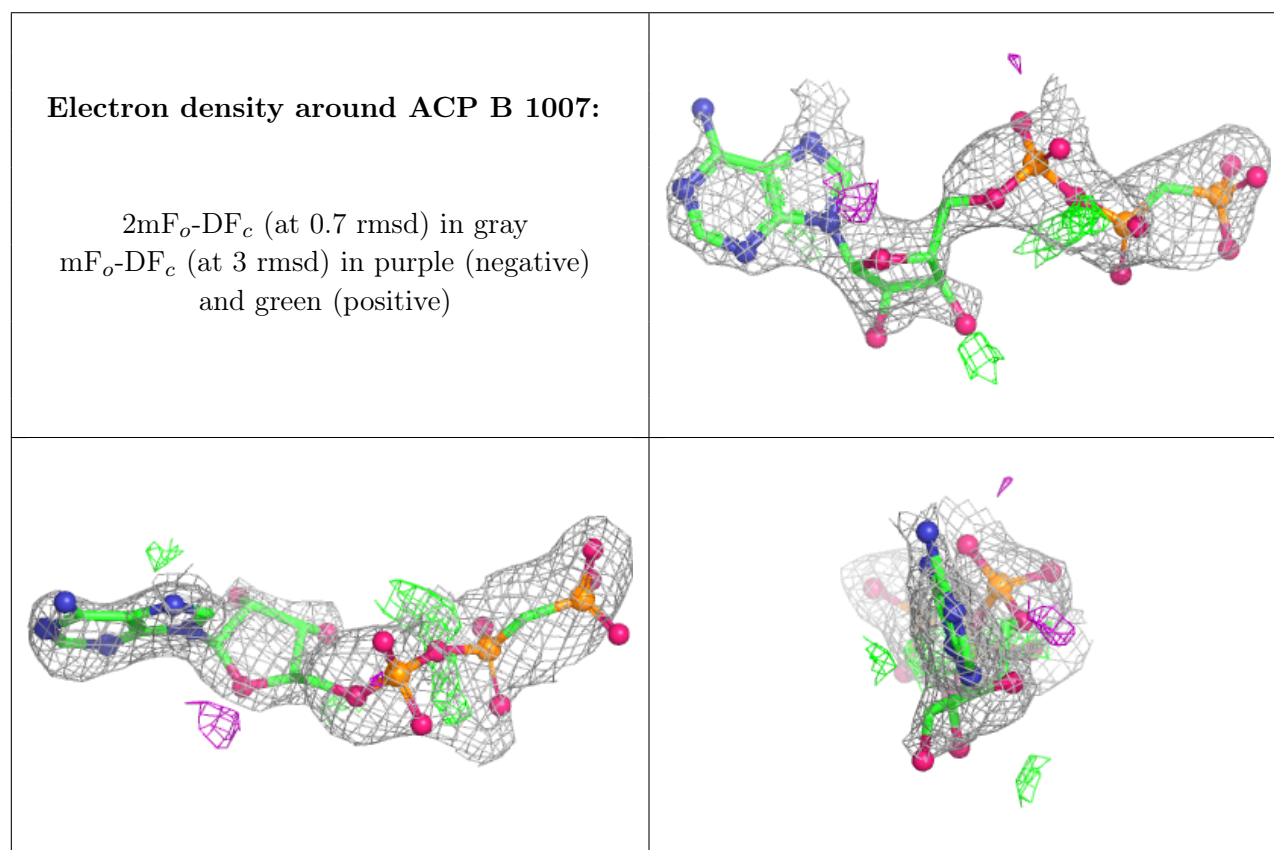 Electron density around ACP B 1007:
2mFₒ-DF𝒸 (at 0.7 rmsd) in gray
mFₒ-DF𝒸 (at 3 rmsd) in purple (negative)
and green (positive)